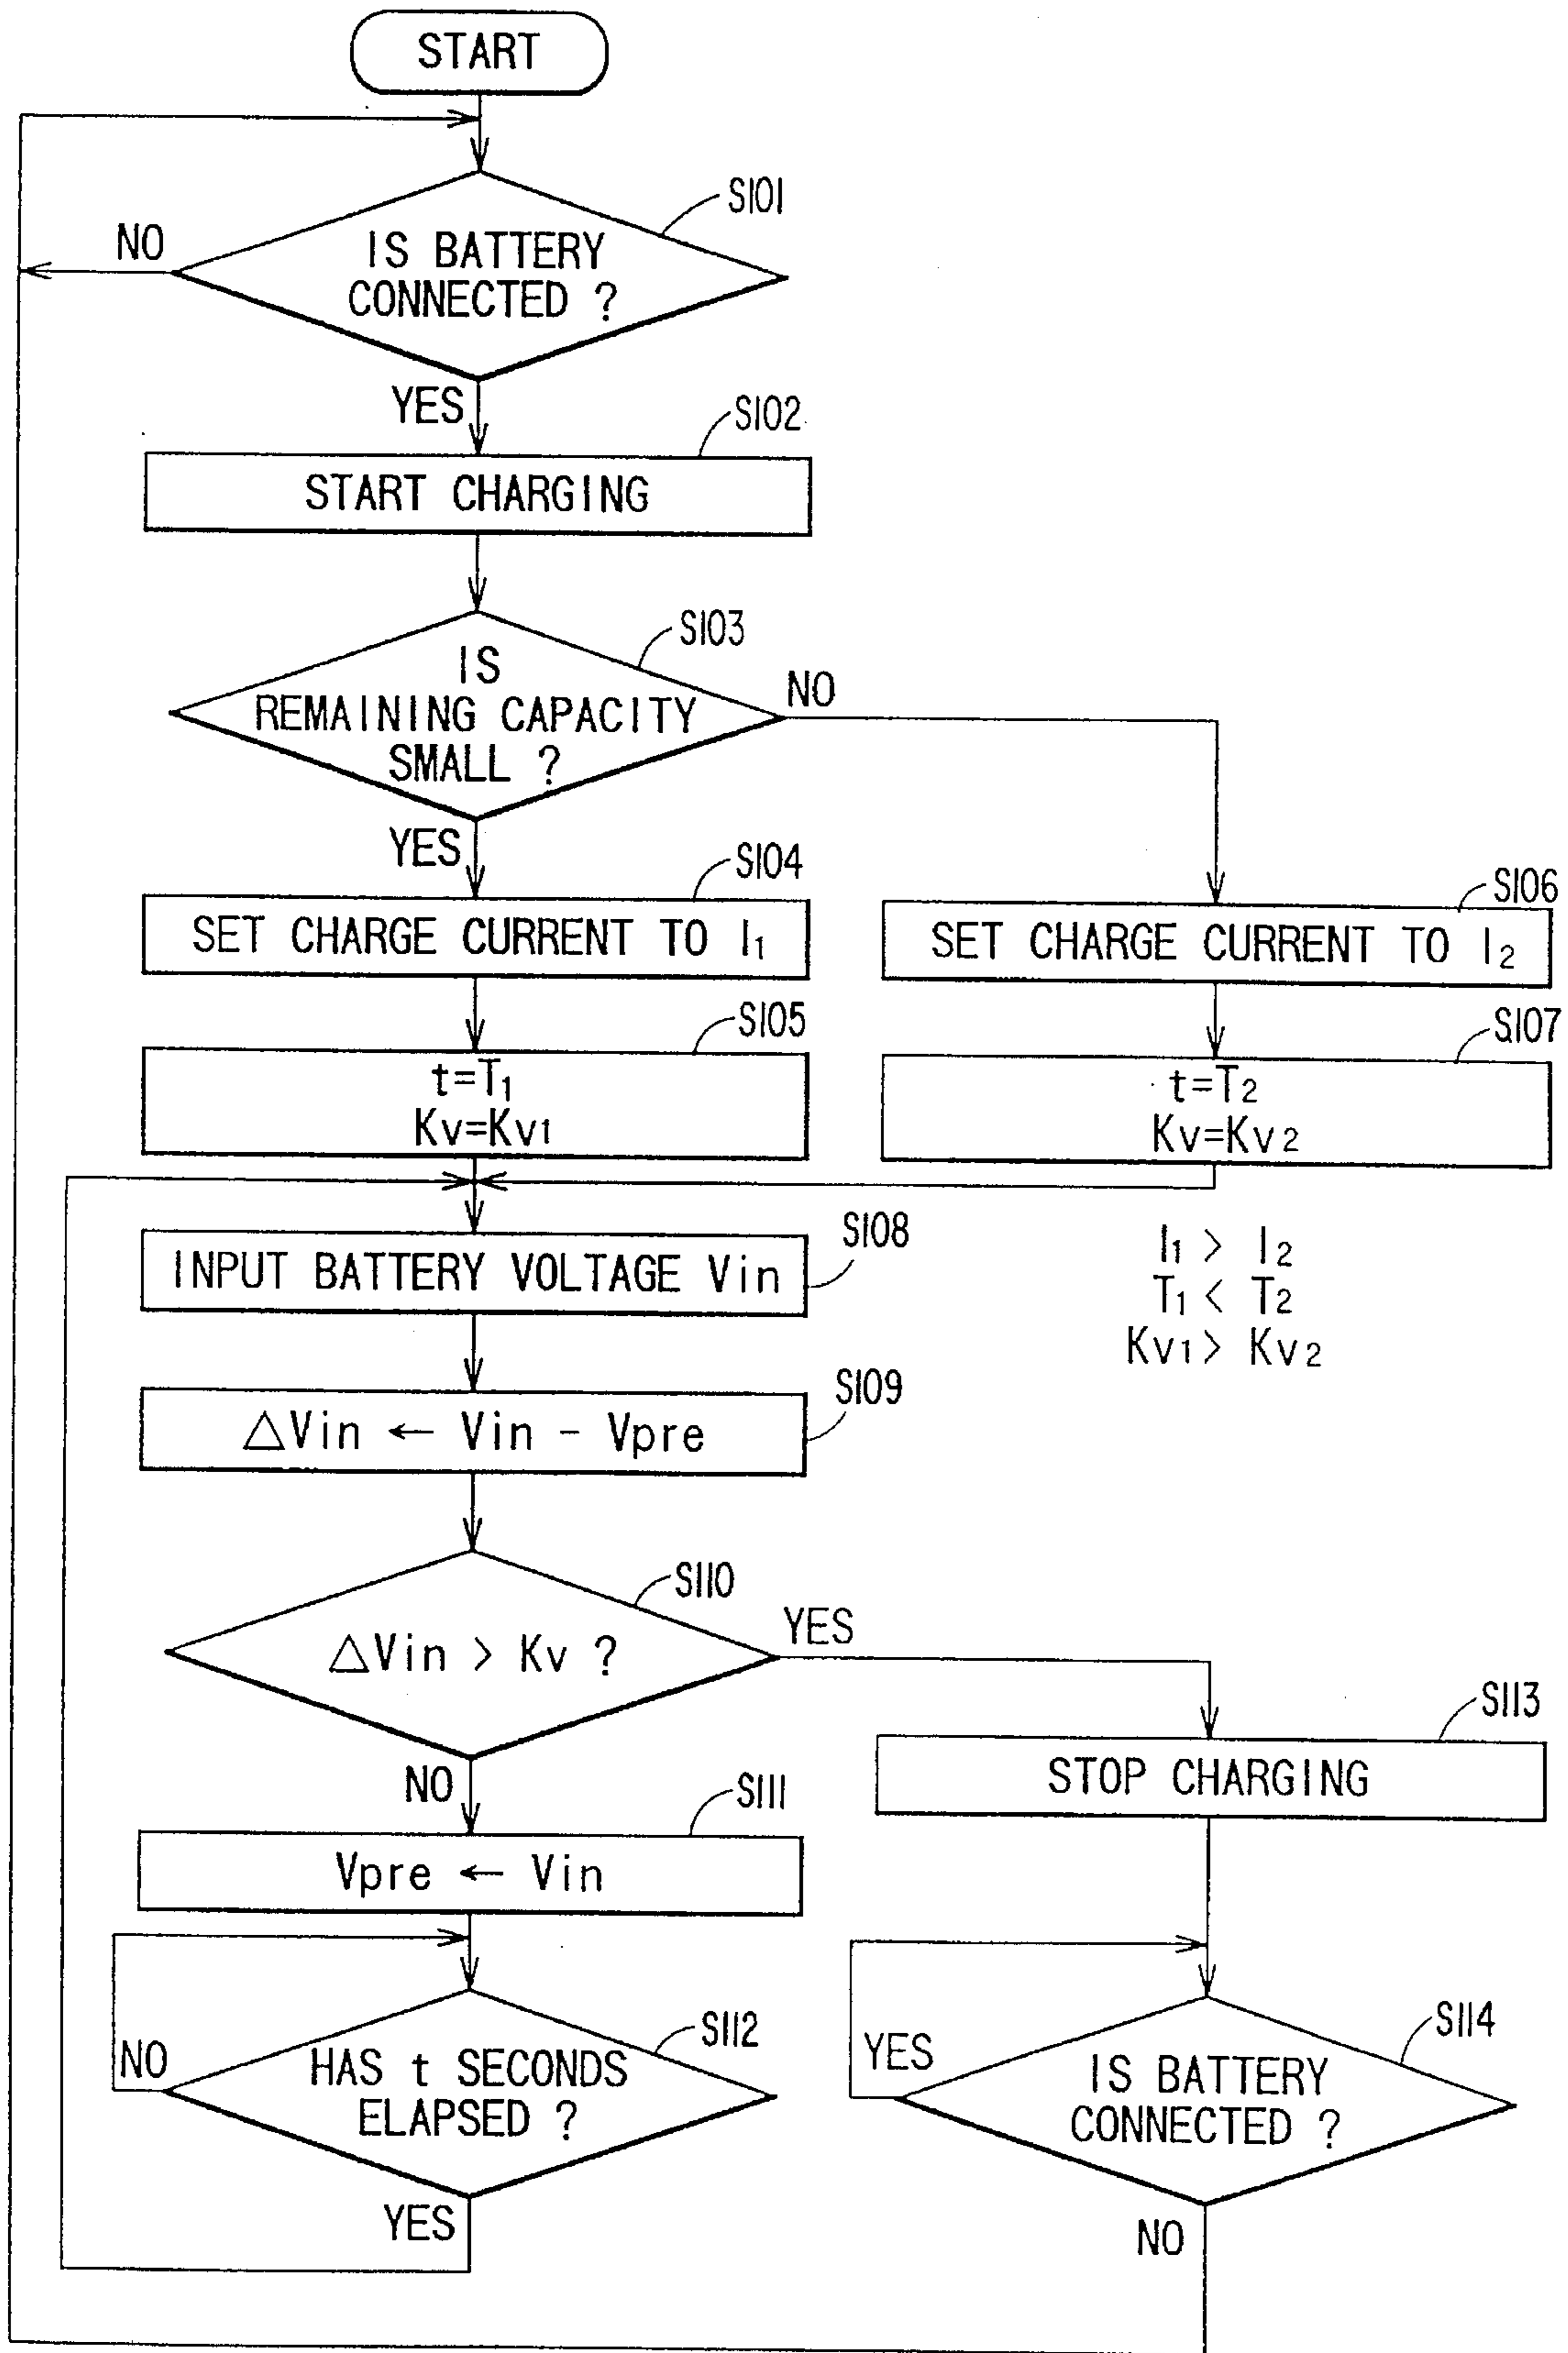 START
S101
NO
IS BATTERY
CONNECTED ?
YES
S102
START CHARGING
S103
IS
REMAINING CAPACITY
SMALL ?
NO
YES
S104
SET CHARGE CURRENT TO I₁
S106
SET CHARGE CURRENT TO I₂
S105
t=T₁
Kv=Kv₁
S107
t=T₂
Kv=Kv₂
S108
INPUT BATTERY VOLTAGE Vin
I₁ > I₂
T₁ < T₂
Kv₁ > Kv₂
S109
△Vin ← Vin - Vpre
S110
△Vin > Kv ?
YES
NO
S113
STOP CHARGING
S111
Vpre ← Vin
S112
NO
HAS t SECONDS
ELAPSED ?
YES
S114
YES
IS BATTERY
CONNECTED ?
NO